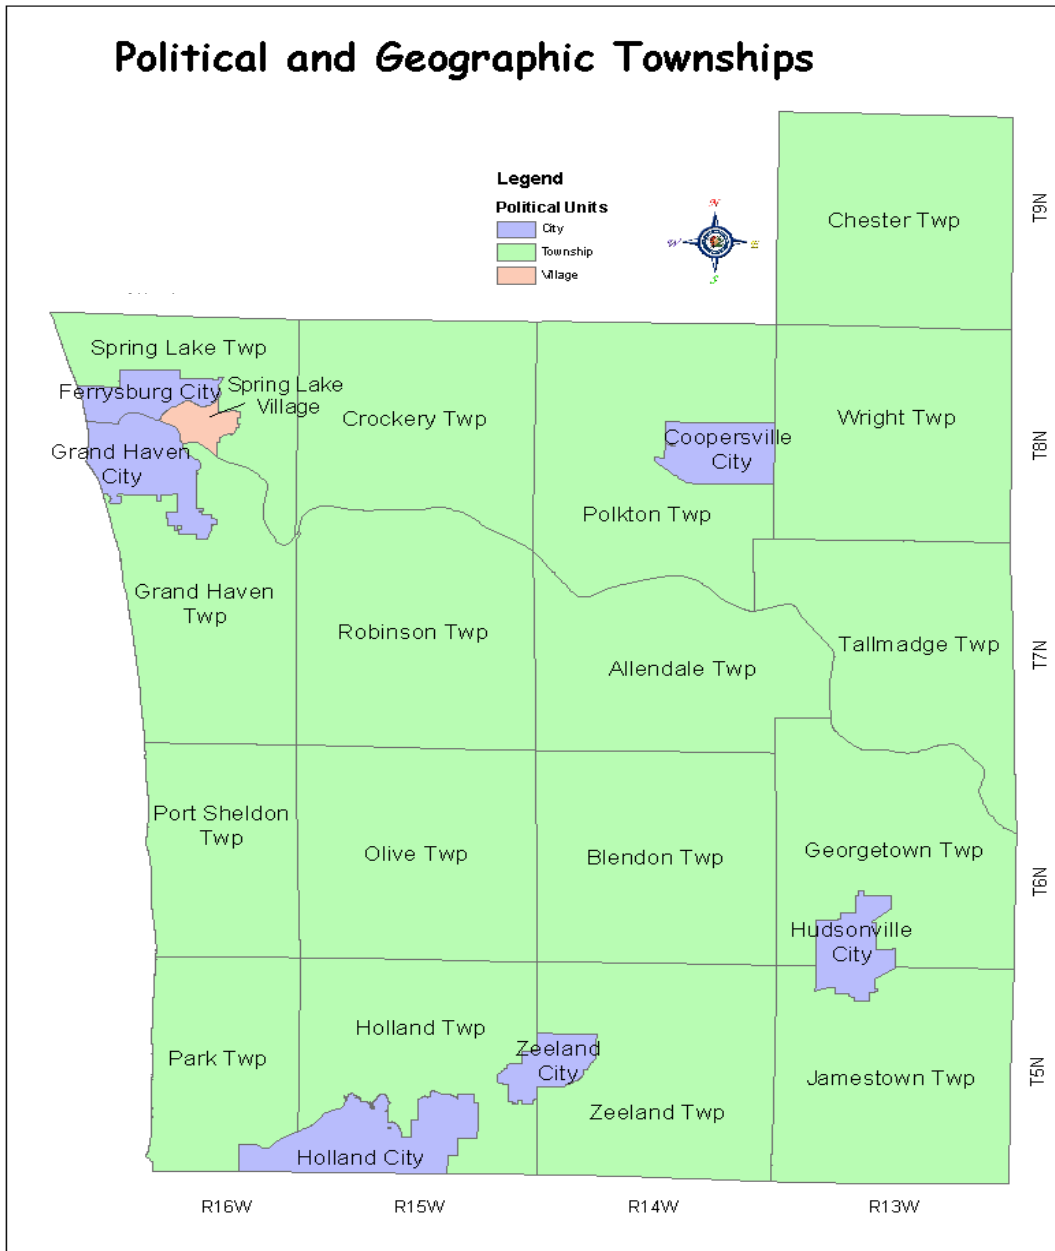 Political and Geographic Townships
Legend
Political Units
City
Township
Village
N
W
E
S
Chester Twp
T9N
Spring Lake Twp
Ferrysburg City
Spring Lake
Village
Crockery Twp
Wright Twp
Coopersville
City
T8N
Grand Haven
City
Polkton Twp
Grand Haven
Twp
Robinson Twp
Allendale Twp
Tallmadge Twp
T7N
Port Sheldon
Twp
Olive Twp
Blendon Twp
Georgetown Twp
T6N
Hudsonville
City
Park Twp
Holland Twp
Zeeland
City
Zeeland Twp
Jamestown Twp
T5N
Holland City
R16W
R15W
R14W
R13W